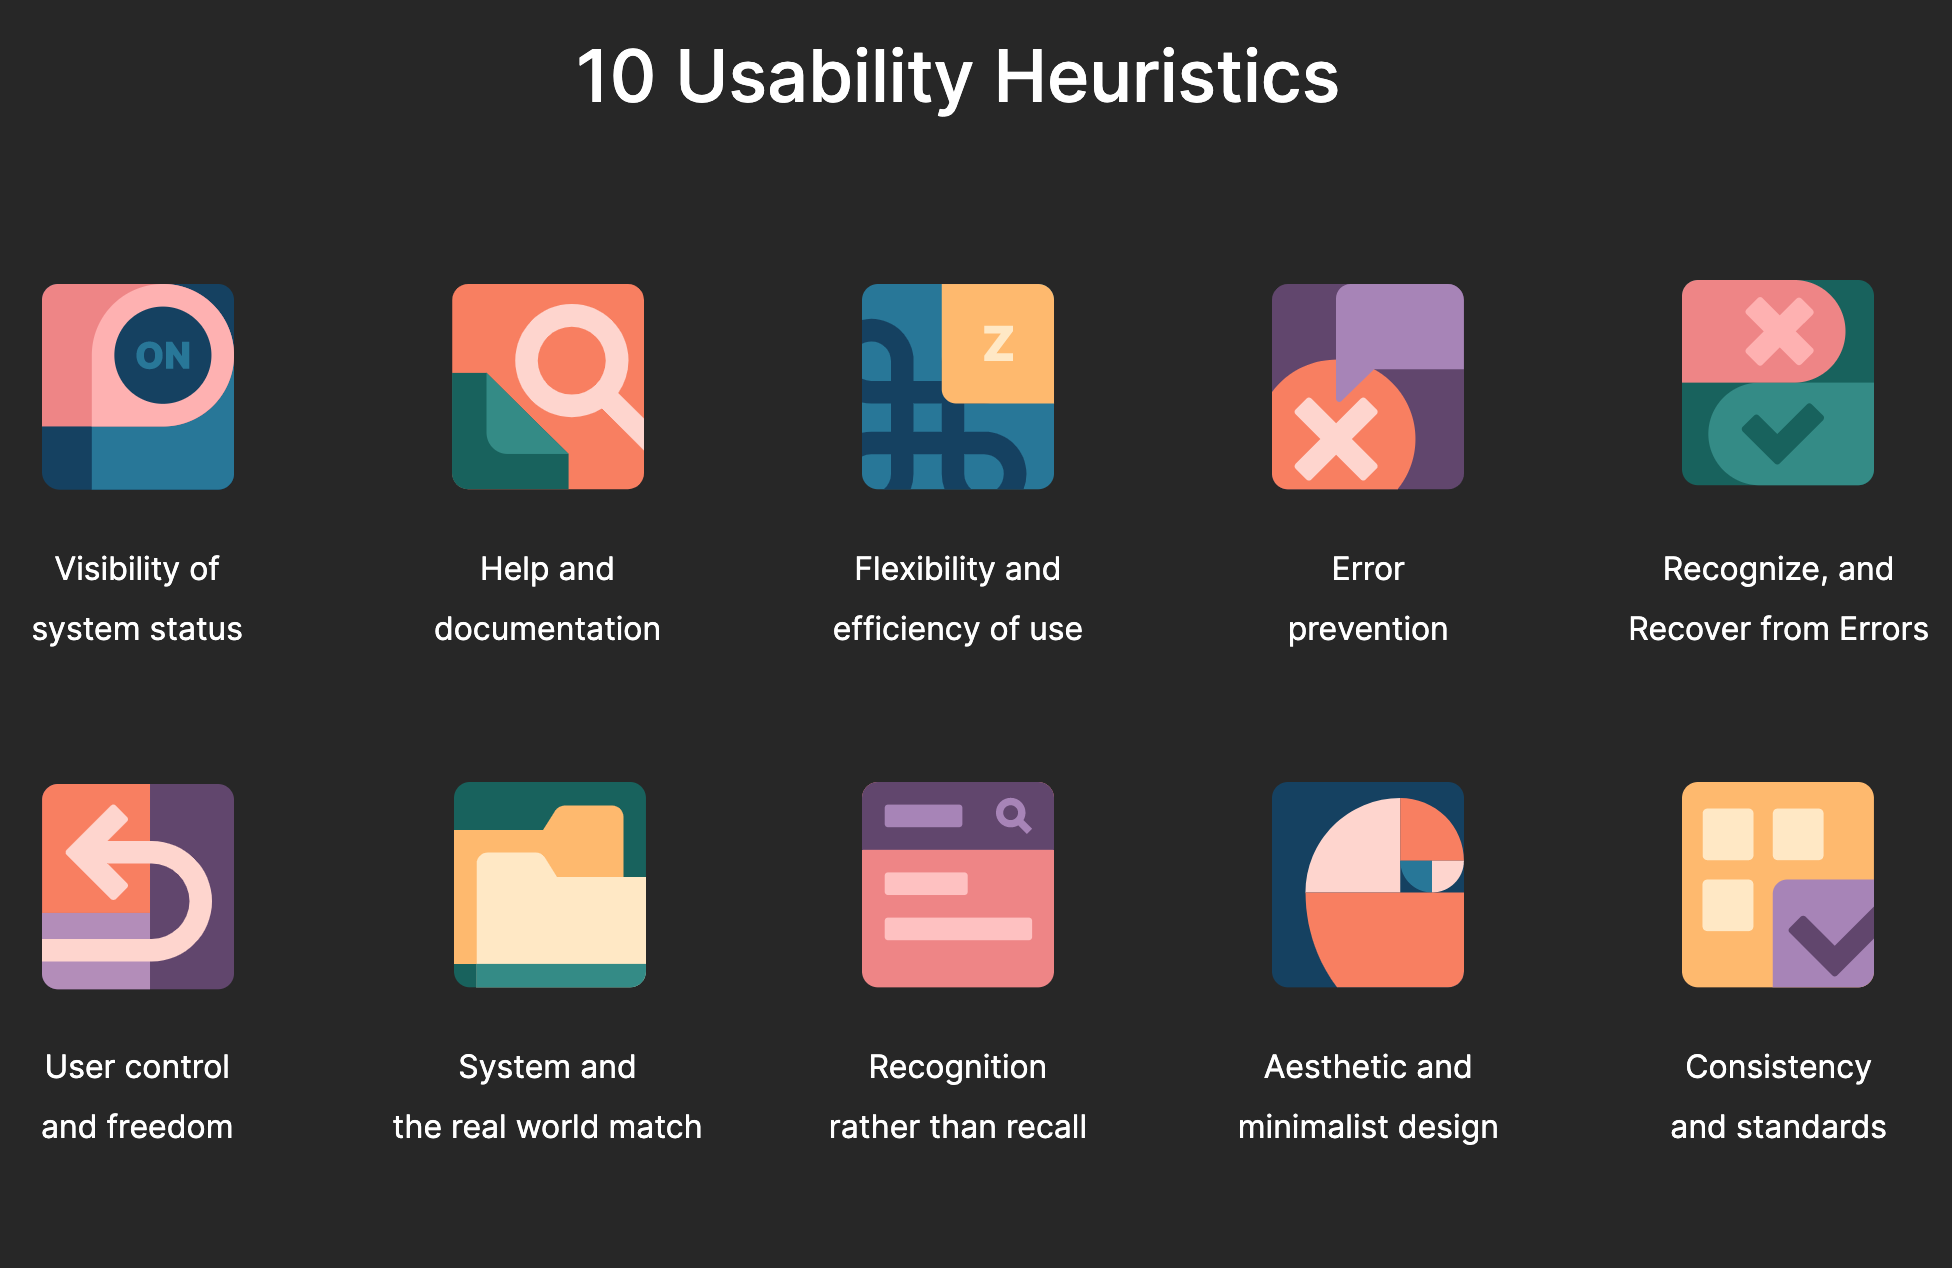 10 Usability Heuristics
ON
Z
Visibility of
system status
Help and
documentation
Flexibility and
efficiency of use
Error
prevention
Recognize, and
Recover from Errors
User control
and freedom
System and
the real world match
Recognition
rather than recall
Aesthetic and
minimalist design
Consistency
and standards